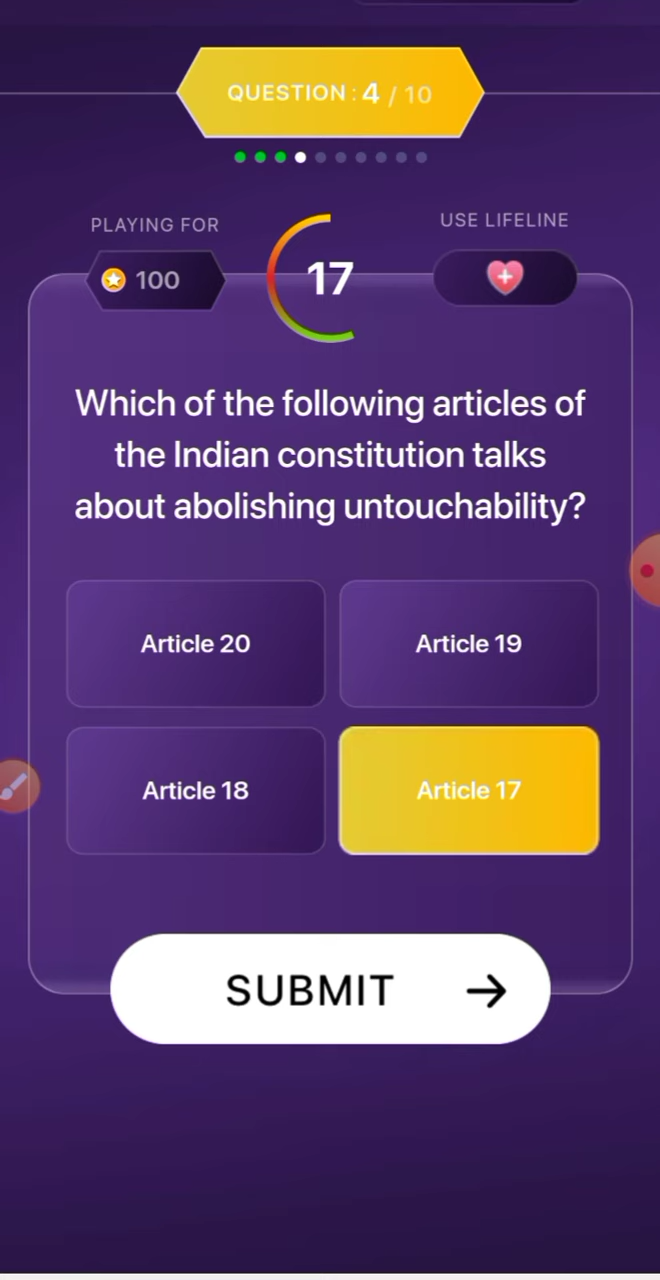 QUESTION : 4 / 10
PLAYING FOR
USE LIFELINE
100
17
Which of the following articles of
the Indian constitution talks
about abolishing untouchability?
Article 20
Article 19
Article 18
Article 17
SUBMIT